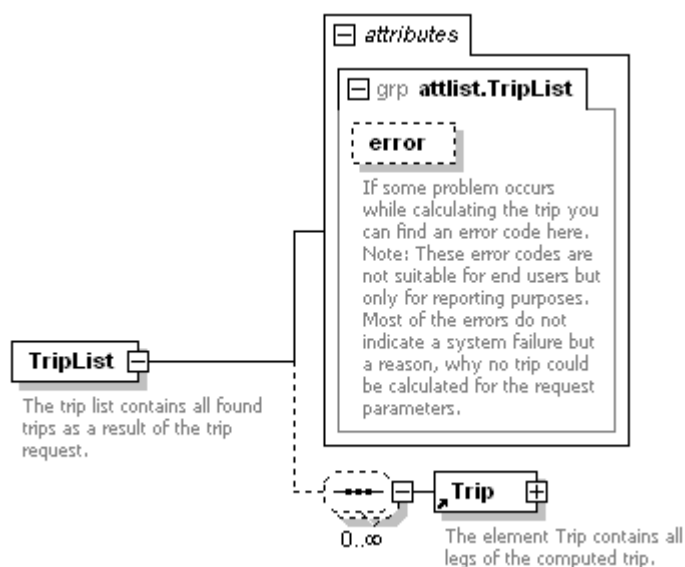 attributes
grp attlist.TripList
error
If some problem occurs
while calculating the trip you
can find an error code here.
Note: These error codes are
not suitable for end users but
only for reporting purposes.
Most of the errors do not
indicate a system failure but
a reason, why no trip could
be calculated for the request
parameters.
TripList
The trip list contains all found
trips as a result of the trip
request.
Trip
0..∞
The element Trip contains all
legs of the computed trip.